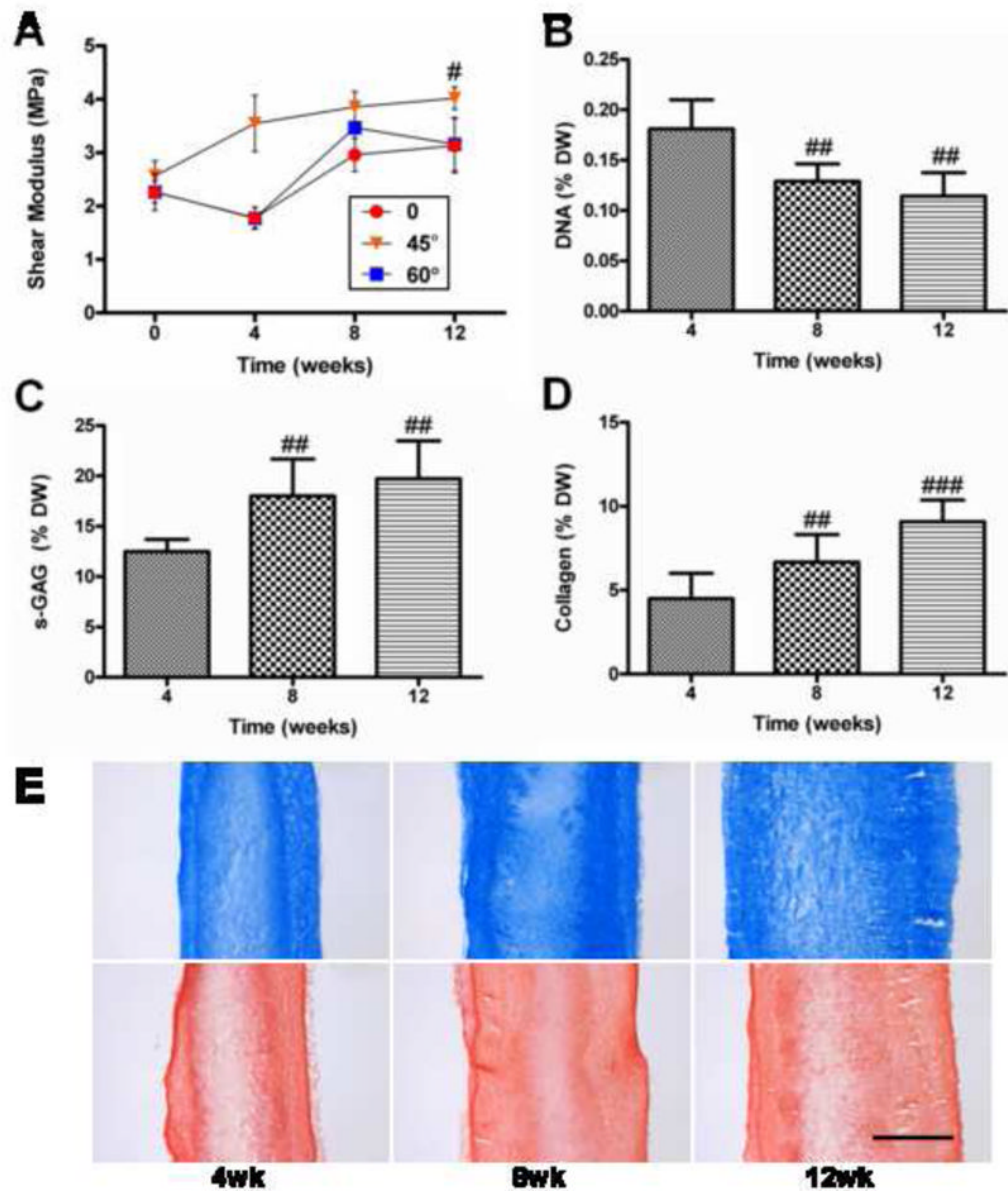 A
Shear Modulus (MPa)
5
4
3
2
1
0
#
0
45°
60°
0 4 8 12
Time (weeks)
B
DNA (% DW)
0.25
0.20
0.15
0.10
0.05
0.00
## ##
4 8 12
Time (weeks)
C
s-GAG (% DW)
25
20
15
10
5
0
## ##
4 8 12
Time (weeks)
D
Collagen (% DW)
15
10
5
0
## ###
4 8 12
Time (weeks)
E
4wk 8wk 12wk